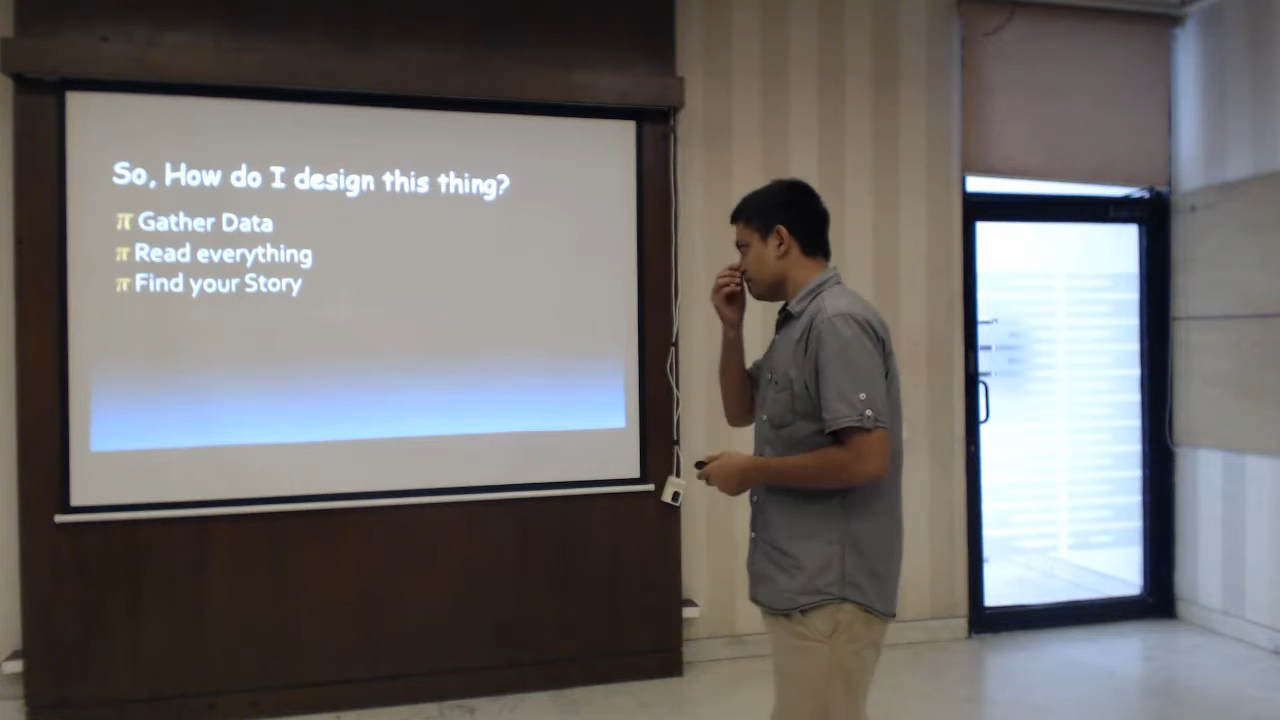 So, How do I design this thing?
π Gather Data
π Read everything
π Find your Story